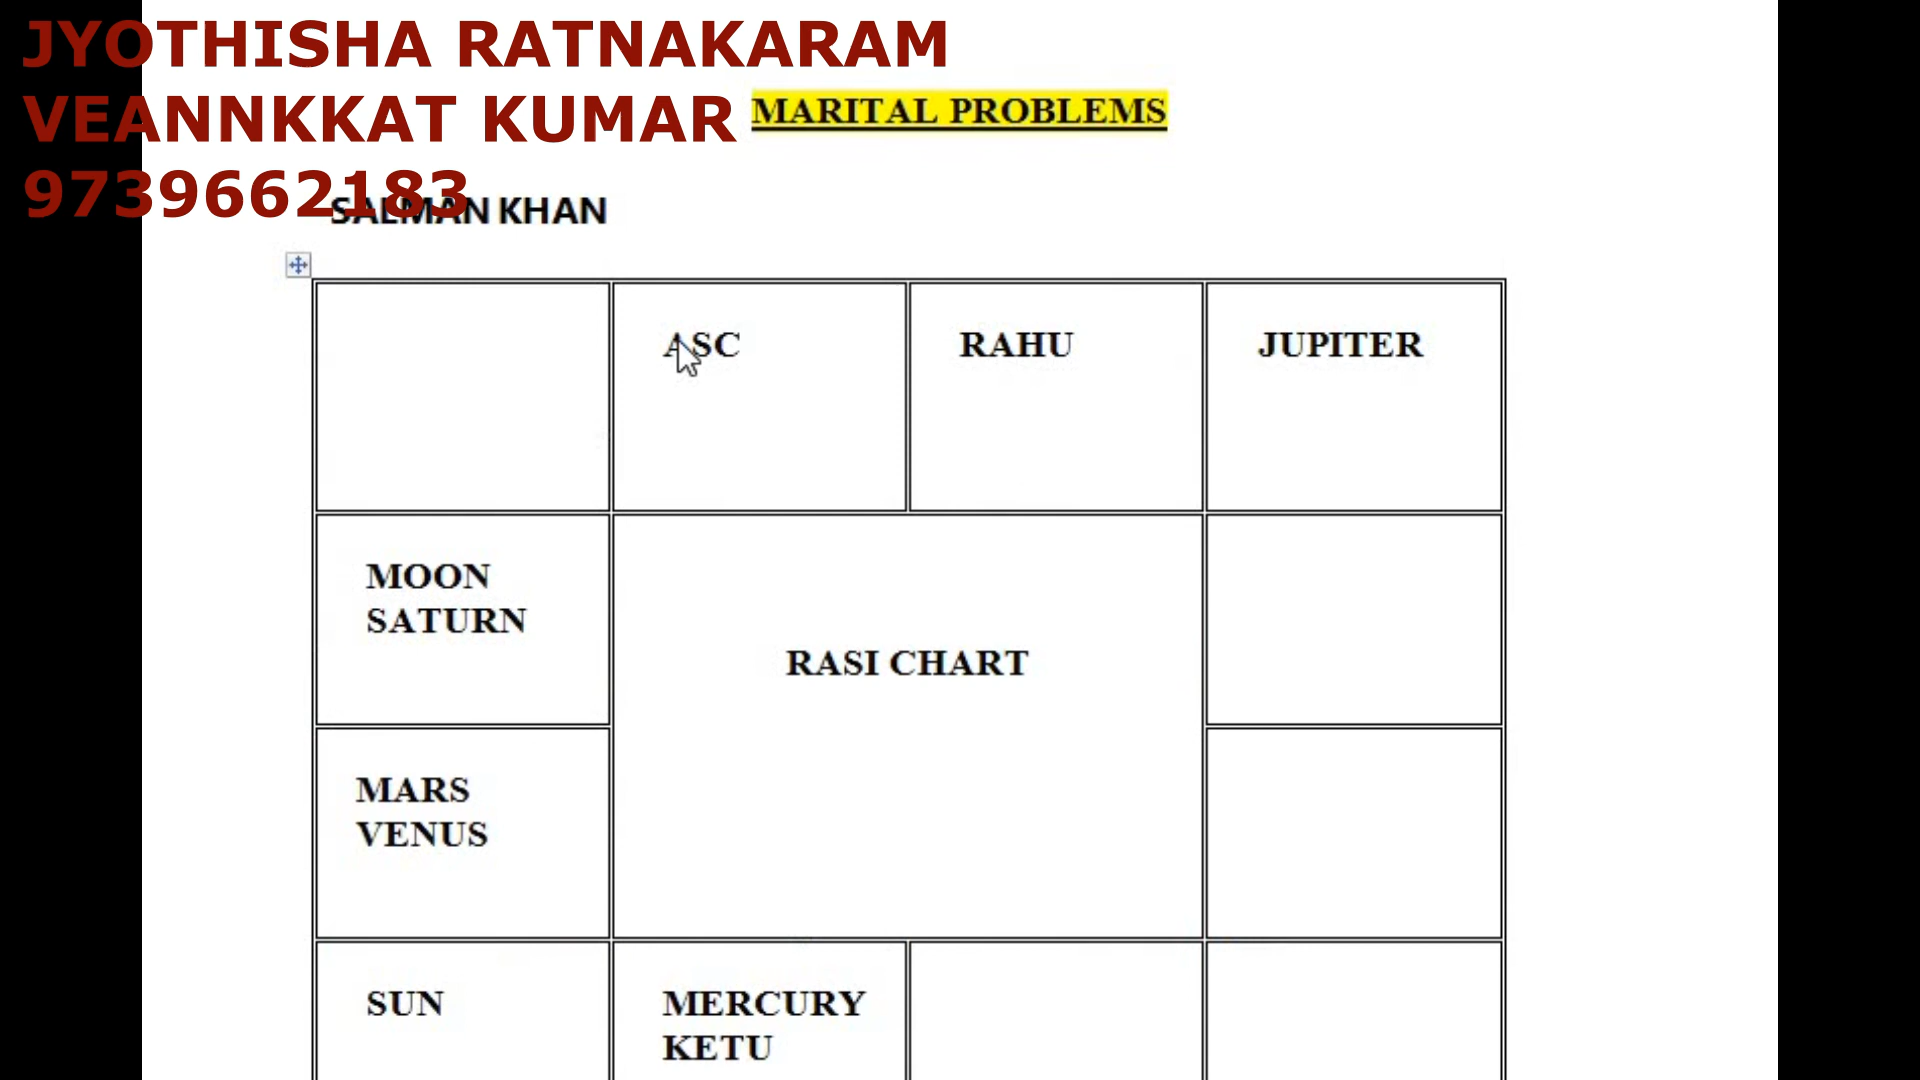 JYOTHISHA RATNAKARAM
VEANNKKAT KUMAR
9739662183
MARITAL PROBLEMS
SALMAN KHAN
ASC
RAHU
JUPITER
MOON
SATURN
RASI CHART
MARS
VENUS
SUN
MERCURY
KETU